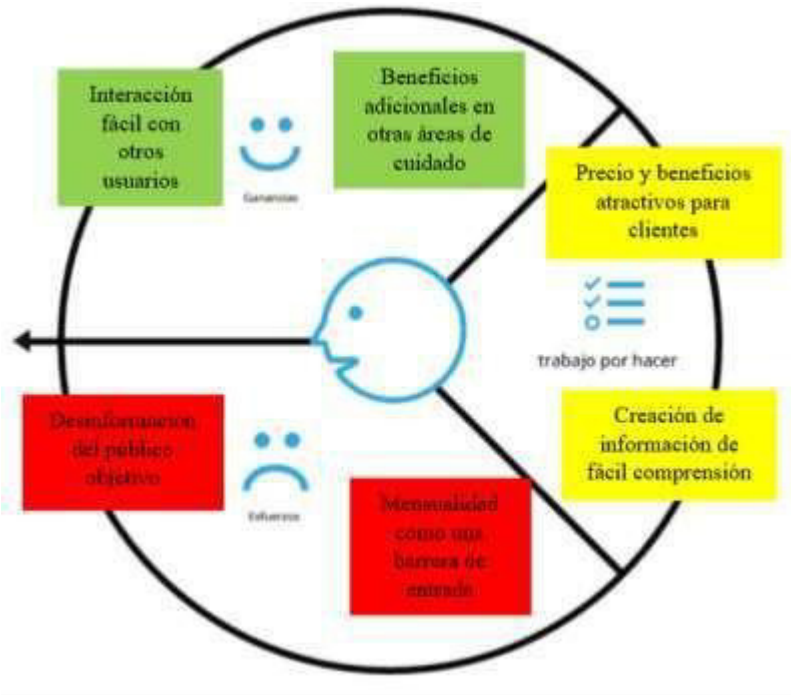 Interacción
fácil con
otros
usuarios
Ganancias
Beneficios
adicionales en
otras áreas de
cuidado
Precio y beneficios
atractivos para
clientes
trabajo por hacer
Creación de
información de
fácil comprensión
Desinformación
del público
objetivo
Esfuerzos
Mensualidad
como una
barrera de
entrada